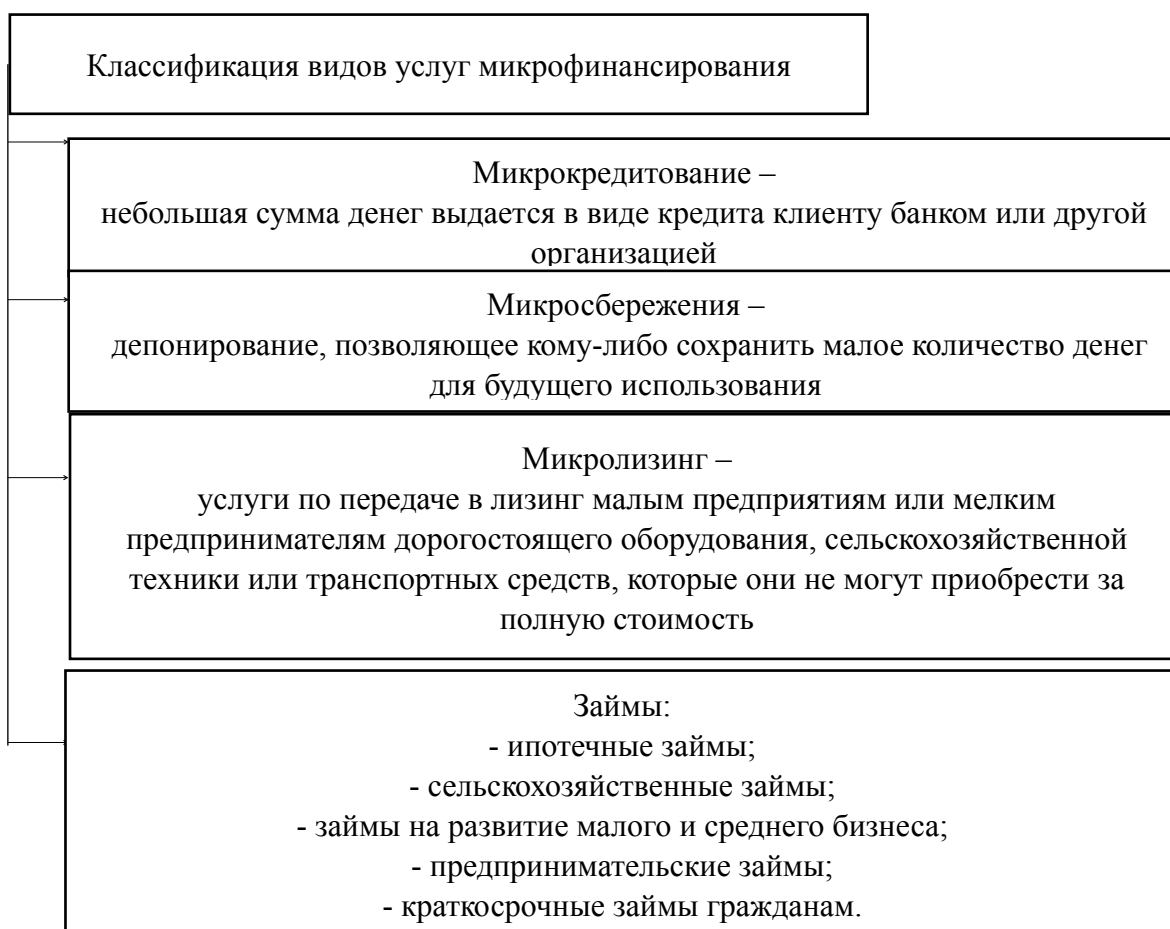 Классификация видов услуг микрофинансирования
Микрокредитование –
небольшая сумма денег выдается в виде кредита клиенту банком или другой
организацией
Микросбережения –
депонирование, позволяющее кому-либо сохранить малое количество денег
для будущего использования
Микролизинг –
услуги по передаче в лизинг малым предприятиям или мелким
предпринимателям дорогостоящего оборудования, сельскохозяйственной
техники или транспортных средств, которые они не могут приобрести за
полную стоимость
Займы:
- ипотечные займы;
- сельскохозяйственные займы;
- займы на развитие малого и среднего бизнеса;
- предпринимательские займы;
- краткосрочные займы гражданам.